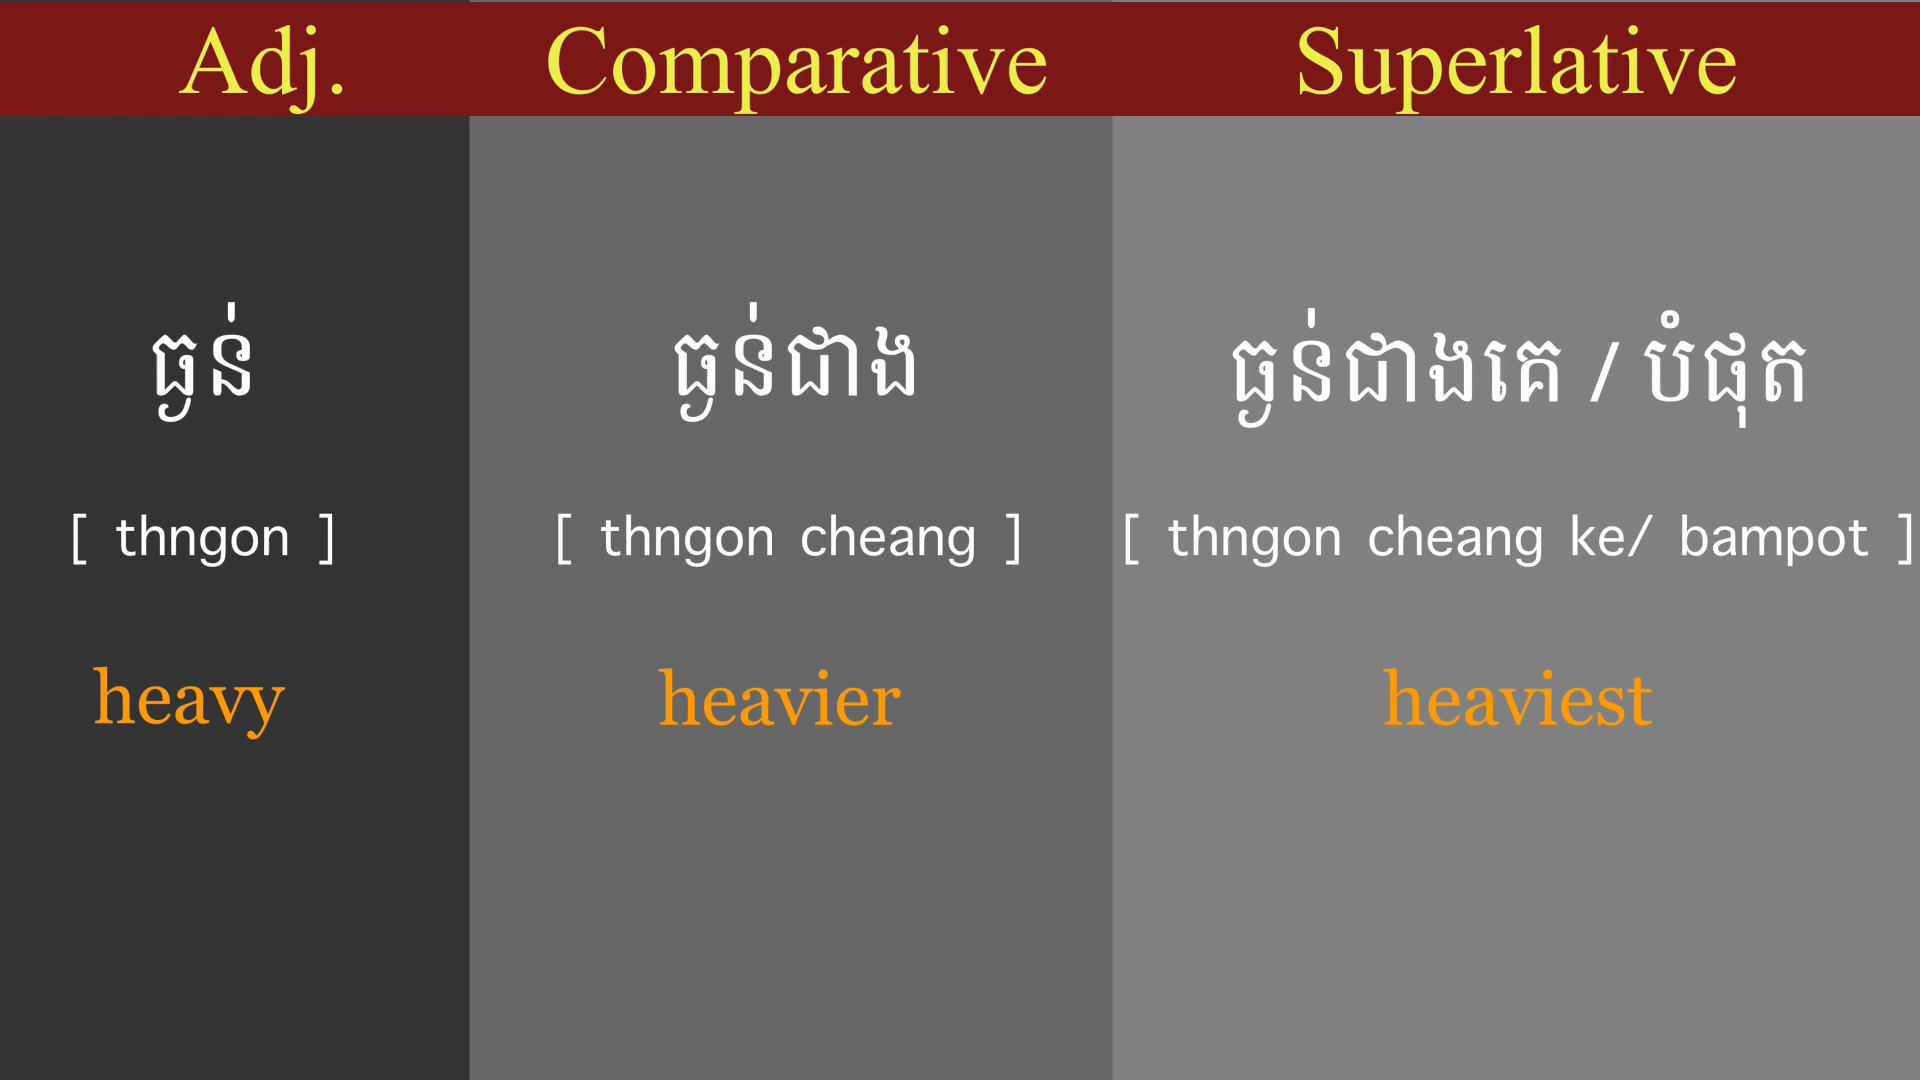 Adj. Comparative Superlative
ធ្ងន់ ធ្ងន់ជាង ធ្ងន់ជាងគេ / បំផុត
[ thngon ] [ thngon cheang ] [ thngon cheang ke/ bampot ]
heavy heavier heaviest